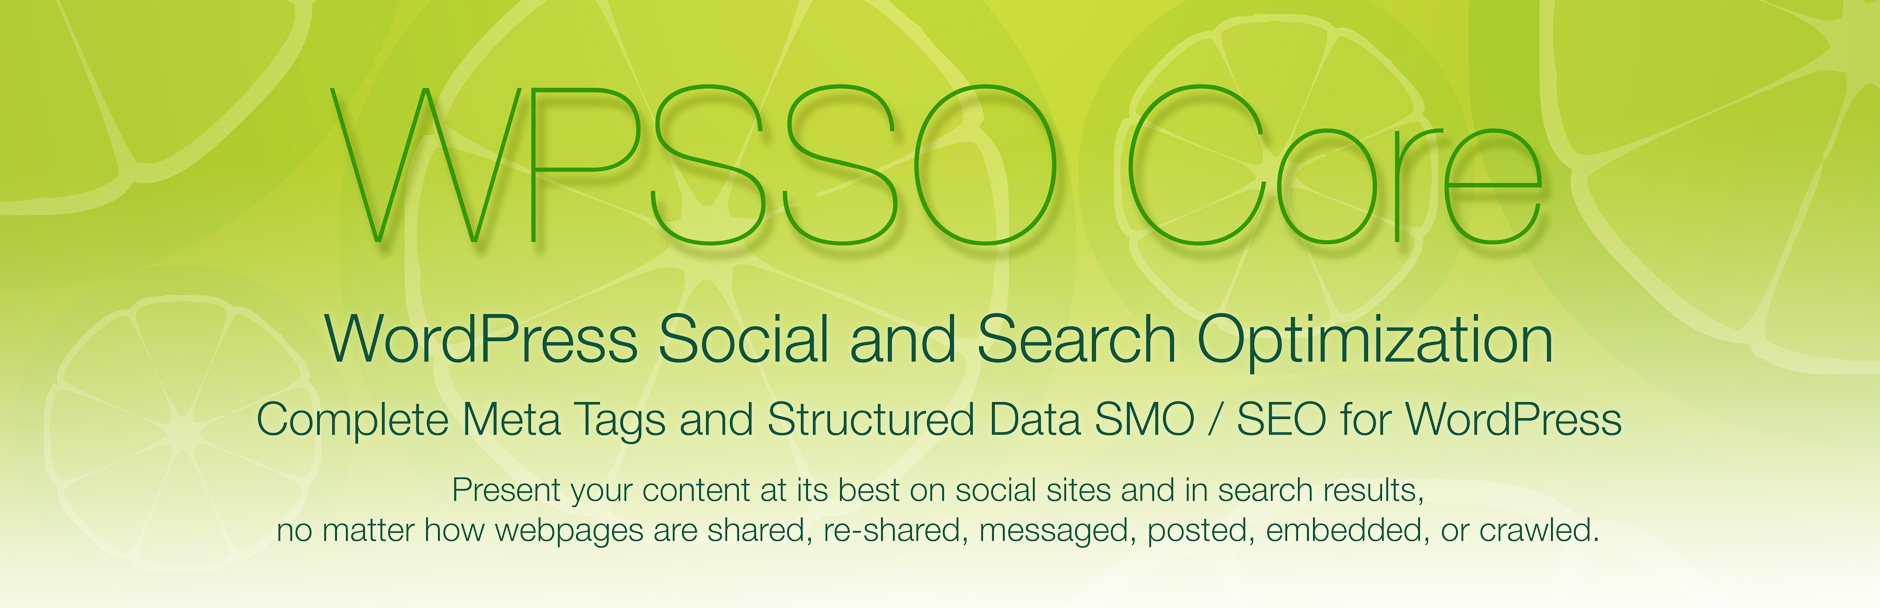 WPSSO Core
WordPress Social and Search Optimization
Complete Meta Tags and Structured Data SMO / SEO for WordPress
Present your content at its best on social sites and in search results,
no matter how webpages are shared, re-shared, messaged, posted, embedded, or crawled.